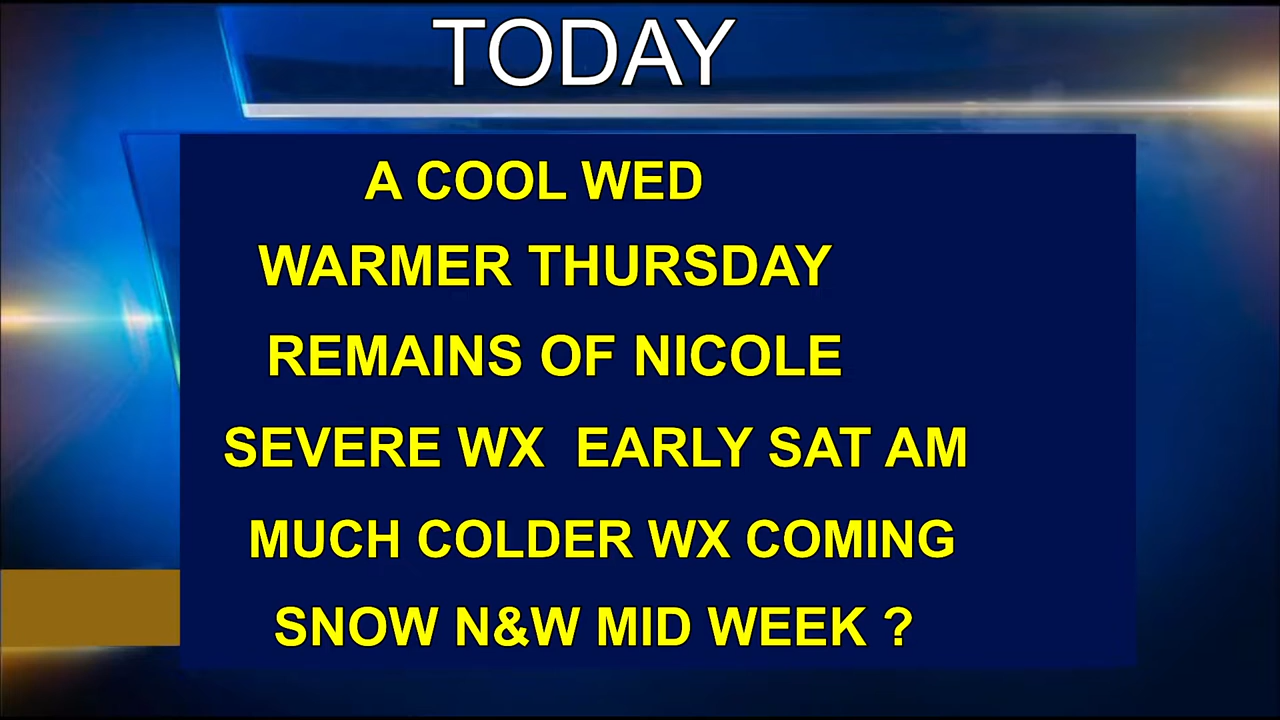 TODAY
A COOL WED
WARMER THURSDAY
REMAINS OF NICOLE
SEVERE WX  EARLY SAT AM
MUCH COLDER WX COMING
SNOW N&W MID WEEK ?